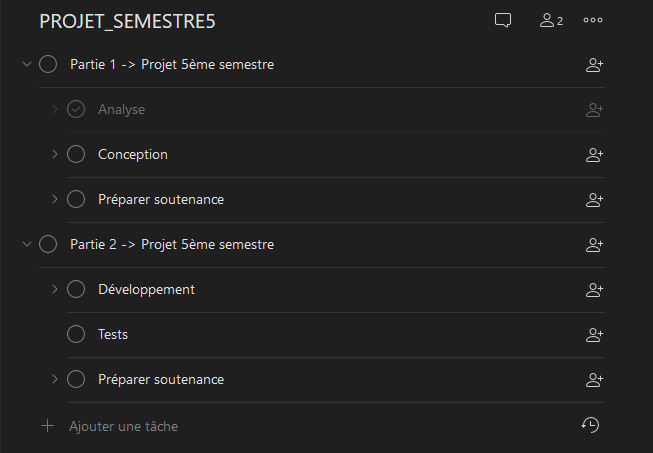 PROJET_SEMESTRE5
2
Partie 1 -> Projet 5ème semestre
Analyse
Conception
Préparer soutenance
Partie 2 -> Projet 5ème semestre
Développement
Tests
Préparer soutenance
Ajouter une tâche